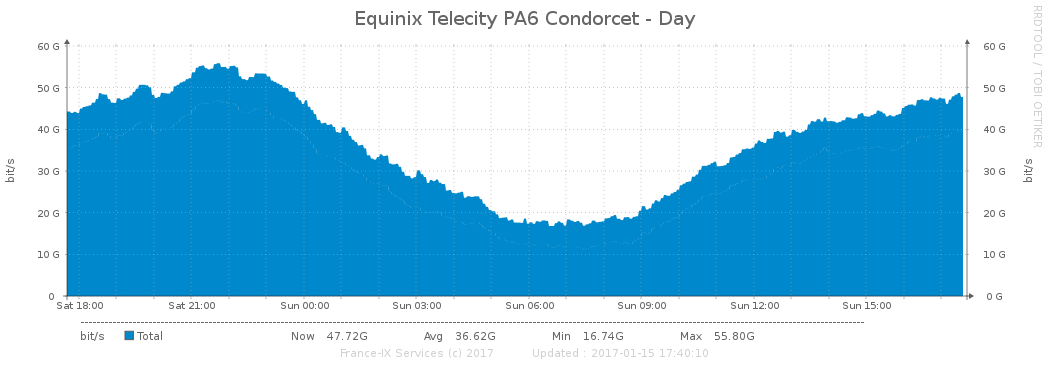 Equinix Telecity PA6 Condorcet - Day
RRDTOOL / TOBI OETIKER
60 G 60 G
50 G 50 G
40 G 40 G
30 G 30 G
20 G 20 G
10 G 10 G
0 0 G
bit/s
bit/s
Sat 18:00 Sat 21:00 Sun 00:00 Sun 03:00 Sun 06:00 Sun 09:00 Sun 12:00 Sun 15:00
bit/s Total Now 47.72G Avg 36.62G Min 16.74G Max 55.80G
France-IX Services (c) 2017 Updated : 2017-01-15 17:40:10